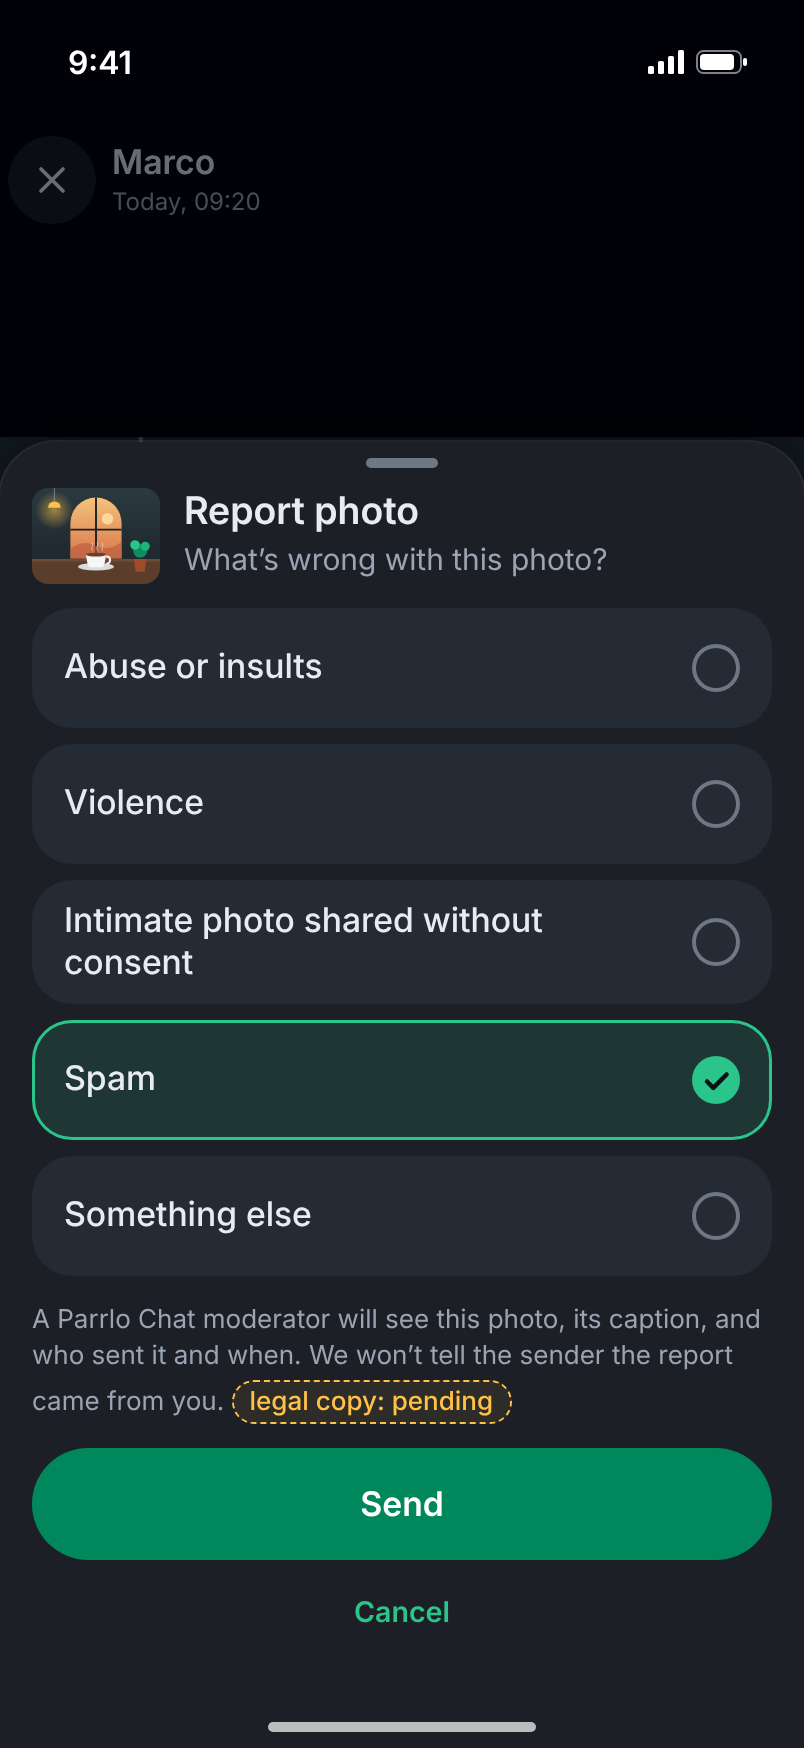 9:41
Marco
Today, 09:20
Report photo
What’s wrong with this photo?
Abuse or insults
Violence
Intimate photo shared without
consent
Spam
Something else
A Parrlo Chat moderator will see this photo, its caption, and
who sent it and when. We won’t tell the sender the report
came from you. legal copy: pending
Send
Cancel